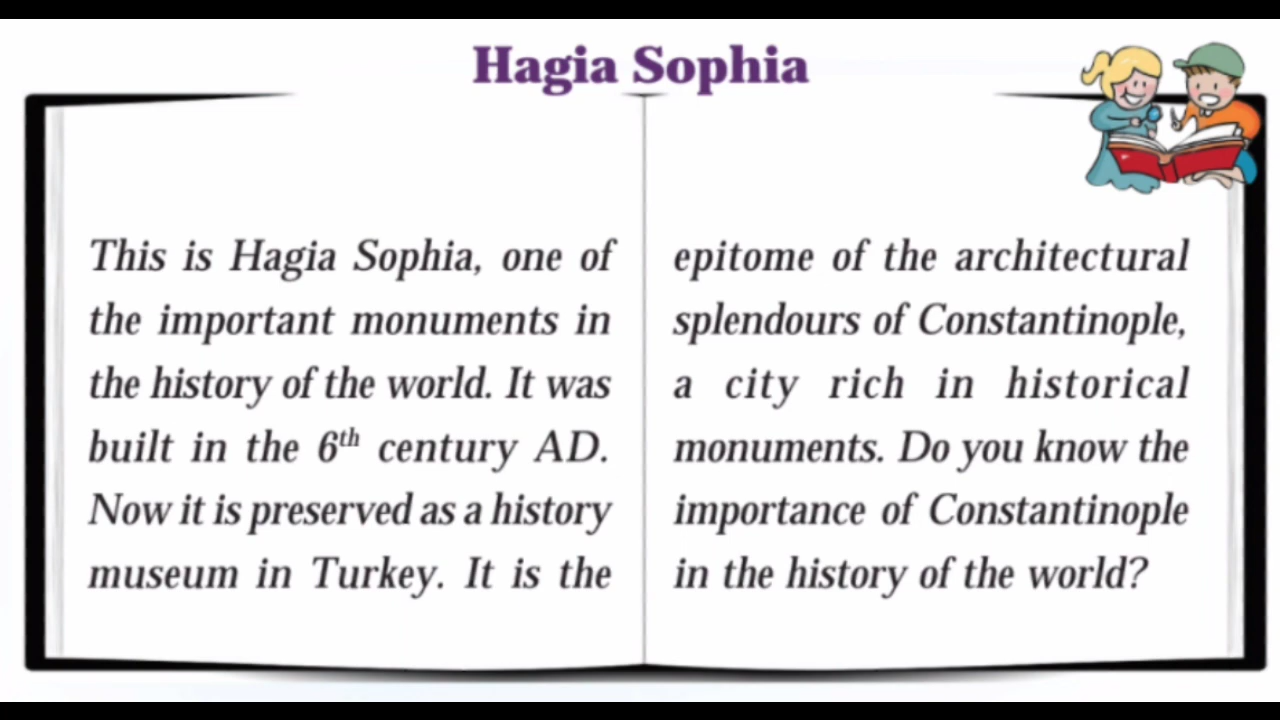 Hagia Sophia
This is Hagia Sophia, one of
the important monuments in
the history of the world. It was
built in the 6th century AD.
Now it is preserved as a history
museum in Turkey. It is the
epitome of the architectural
splendours of Constantinople,
a city rich in historical
monuments. Do you know the
importance of Constantinople
in the history of the world?